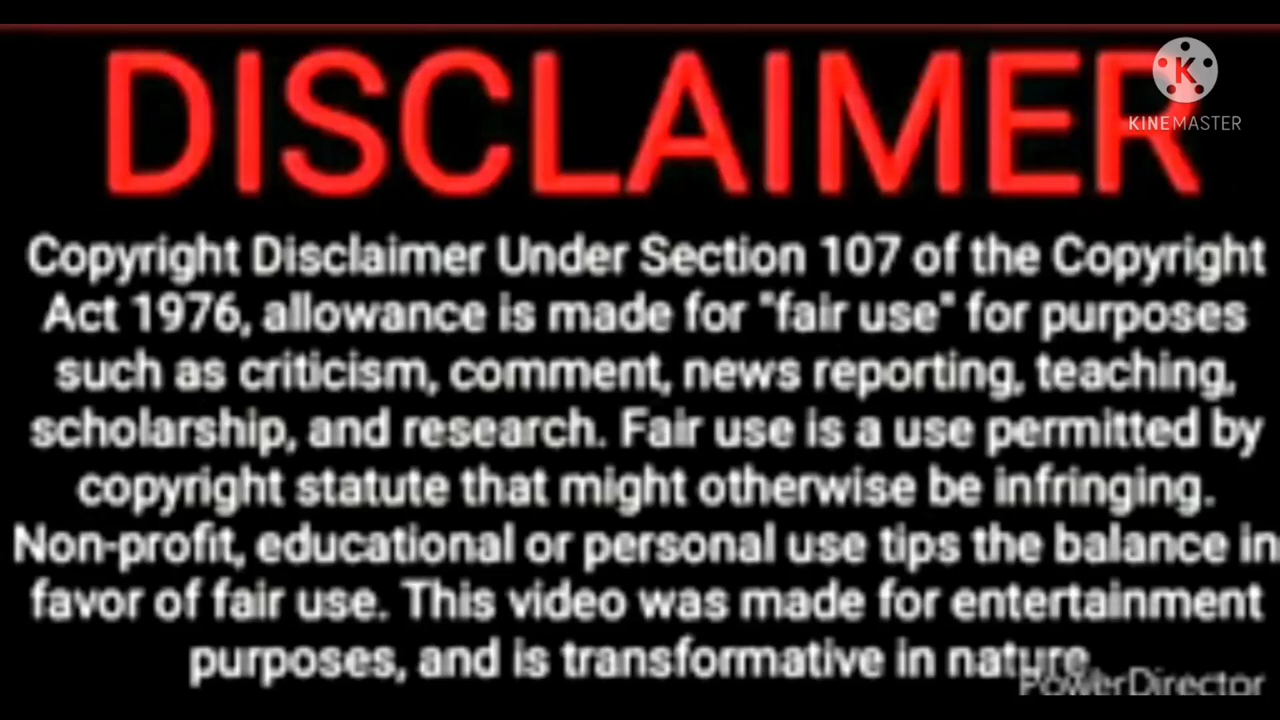 DISCLAIMER
K
KINEMASTER
Copyright Disclaimer Under Section 107 of the Copyright
Act 1976, allowance is made for "fair use" for purposes
such as criticism, comment, news reporting, teaching,
scholarship, and research. Fair use is a use permitted by
copyright statute that might otherwise be infringing.
Non-profit, educational or personal use tips the balance in
favor of fair use. This video was made for entertainment
purposes, and is transformative in nature
PowerDirector